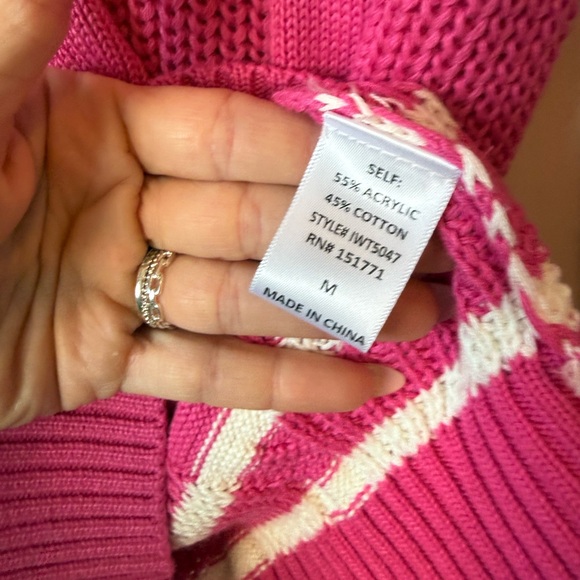 SELF:
55% ACRYLIC
45% COTTON
STYLE# IWT5047
RN# 151771
M
MADE IN CHINA